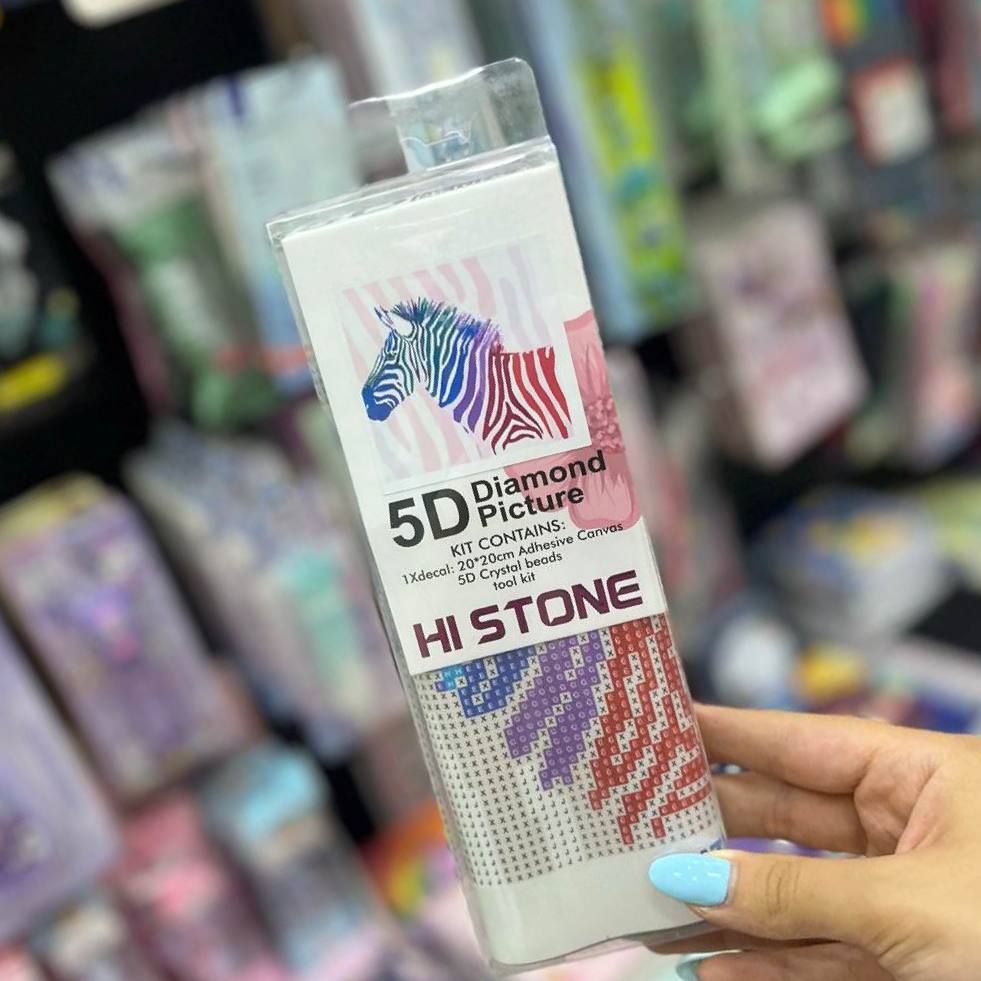 5D Diamond
Picture
KIT CONTAINS:
1Xdecal: 20*20cm Adhesive Canvas
5D Crystal beads
tool kit
HI STONE